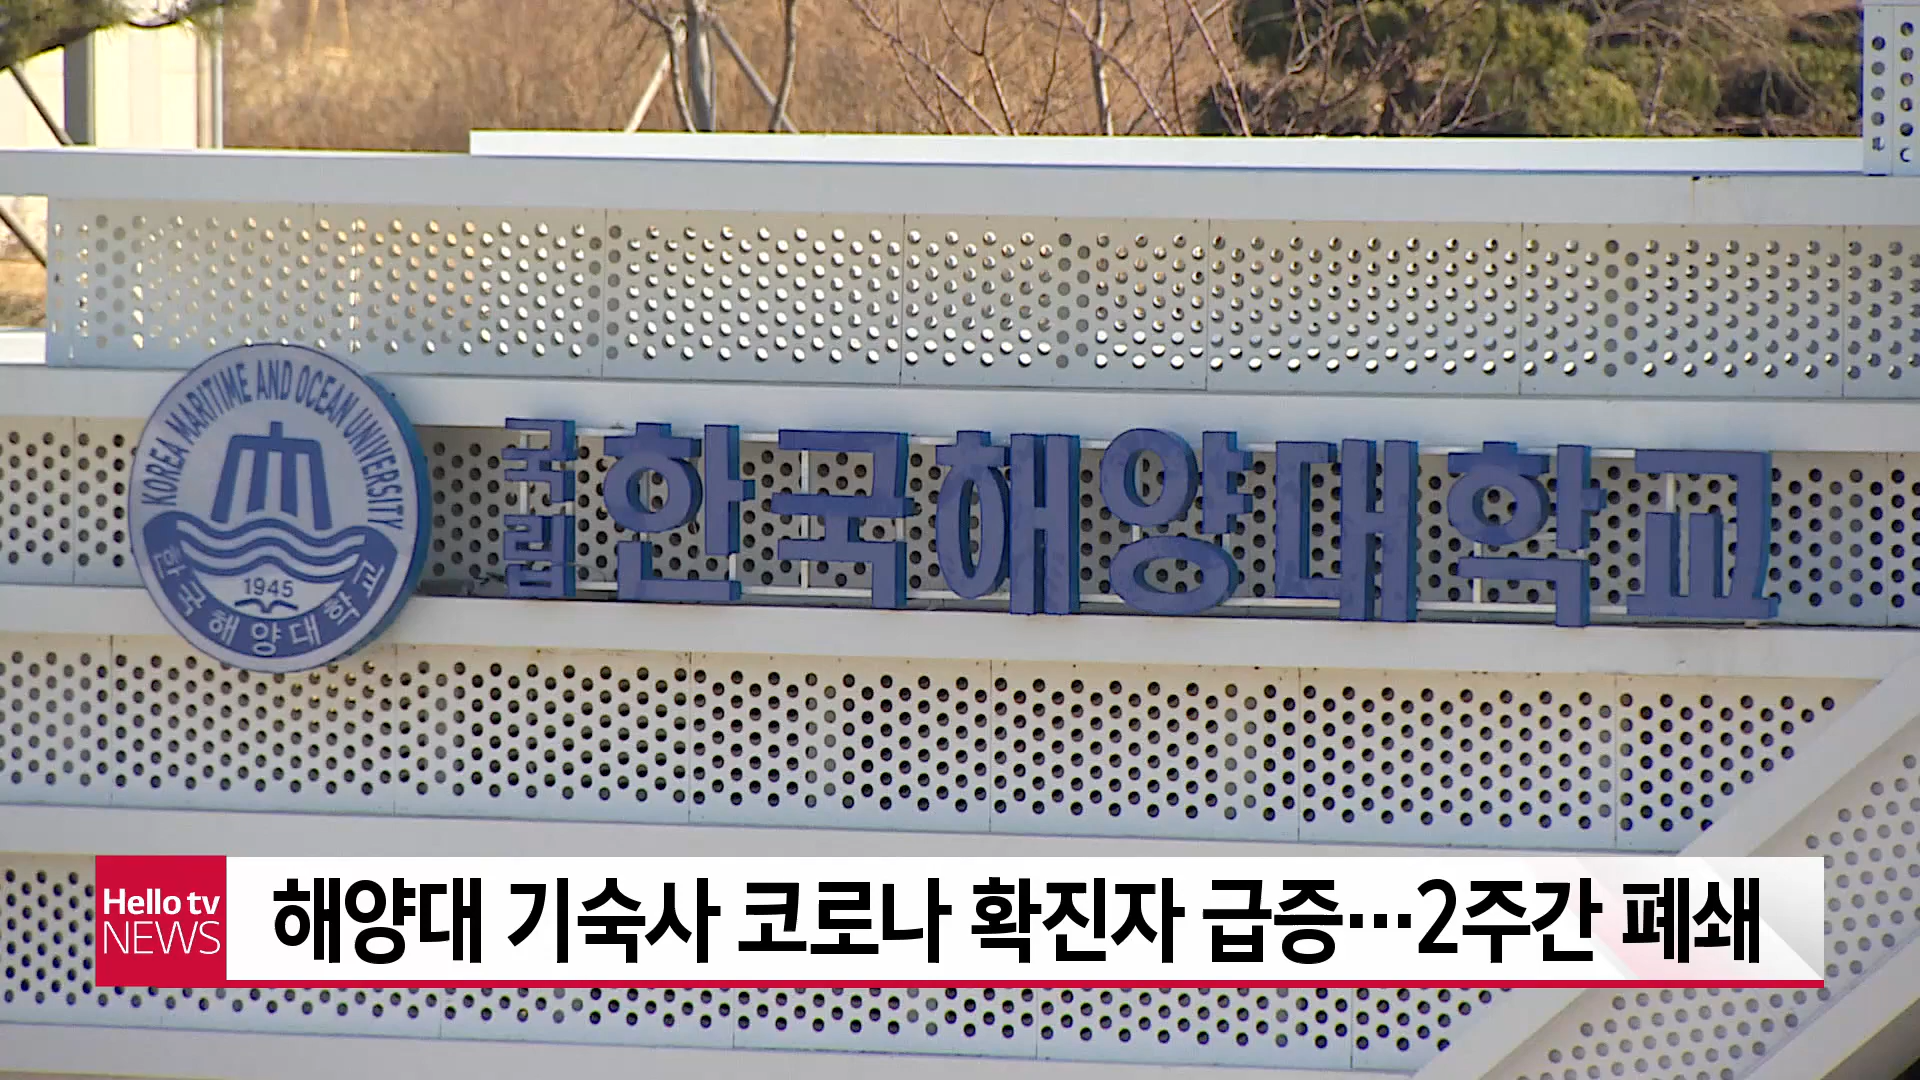 KOREA MARITIME AND OCEAN UNIVERSITY
1945
한국해양대학교
국립 한국해양대학교
Hello tv
NEWS
해양대 기숙사 코로나 확진자 급증…2주간 폐쇄